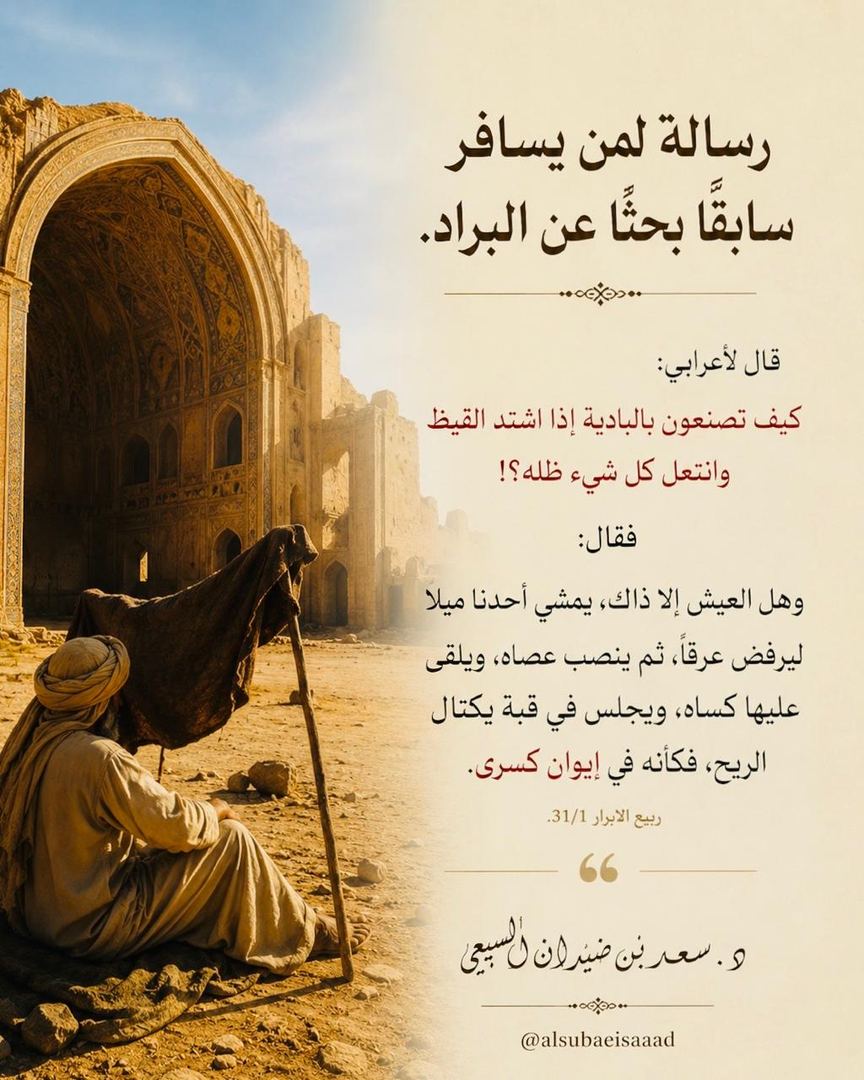 رسالة لمن يسافر
سابقًّا بحثًِّا عن البراد.
قال لأعرابي:
كيف تصنعون بالبادية إذا اشتد القيظ
وانتعل كل شيء ظله؟!
فقال:
وهل العيش إلا ذاك، يمشي أحدنا ميلا
ليرفض عرقاً، ثم ينصب عصاه، ويلقى
عليها كساه، ويجلس في قبة يكتال
الريح، فكأنه في إيوان كسرى.
ربيع الابرار 31/1.
د. سعد بن ضيدان السبيعي
@alsubaeisaaad